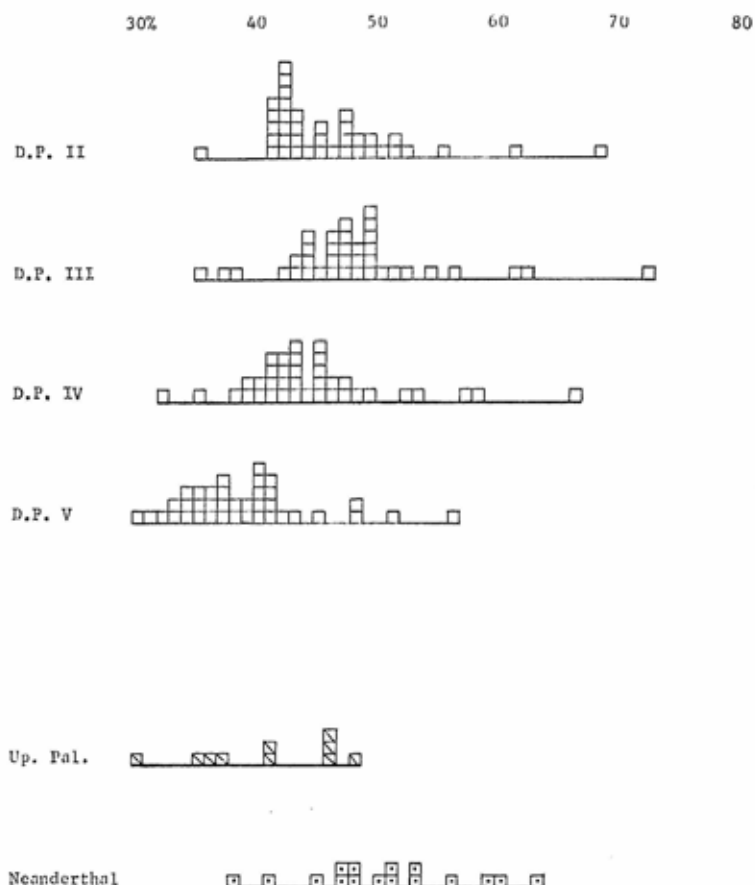 30% 40 50 60 70 80
D.P. II
D.P. III
D.P. IV
D.P. V
Up. Pal.
Neanderthal